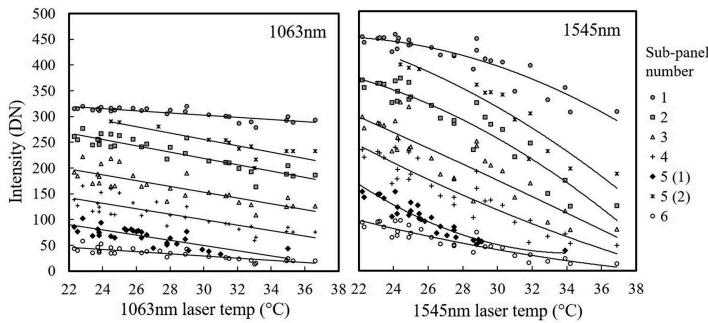 1063nm
1545nm
Intensity (DN)
500
450
400
350
300
250
200
150
100
50
0
22 24 26 28 30 32 34 36 38
22 24 26 28 30 32 34 36 38
1063nm laser temp (°C)
1545nm laser temp (°C)
Sub-panel
number
1
2
3
4
5 (1)
5 (2)
6